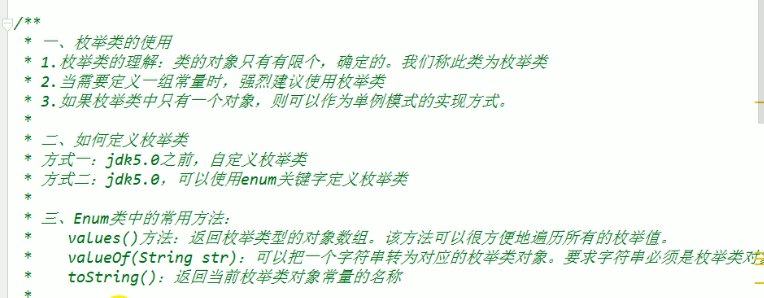 /**
* 一、枚举类的使用
* 1.枚举类的理解：类的对象只有有限个，确定的。我们称此类为枚举类
* 2.当需要定义一组常量时，强烈建议使用枚举类
* 3.如果枚举类中只有一个对象，则可以作为单例模式的实现方式。
*
* 二、如何定义枚举类
* 方式一：jdk5.0之前，自定义枚举类
* 方式二：jdk5.0，可以使用enum关键字定义枚举类
*
* 三、Enum类中的常用方法：
* values()方法：返回枚举类型的对象数组。该方法可以很方便地遍历所有的枚举值。
* valueOf(String str)：可以把一个字符串转为对应的枚举类对象。要求字符串必须是枚举类对
* toString()：返回当前枚举类对象常量的名称
*